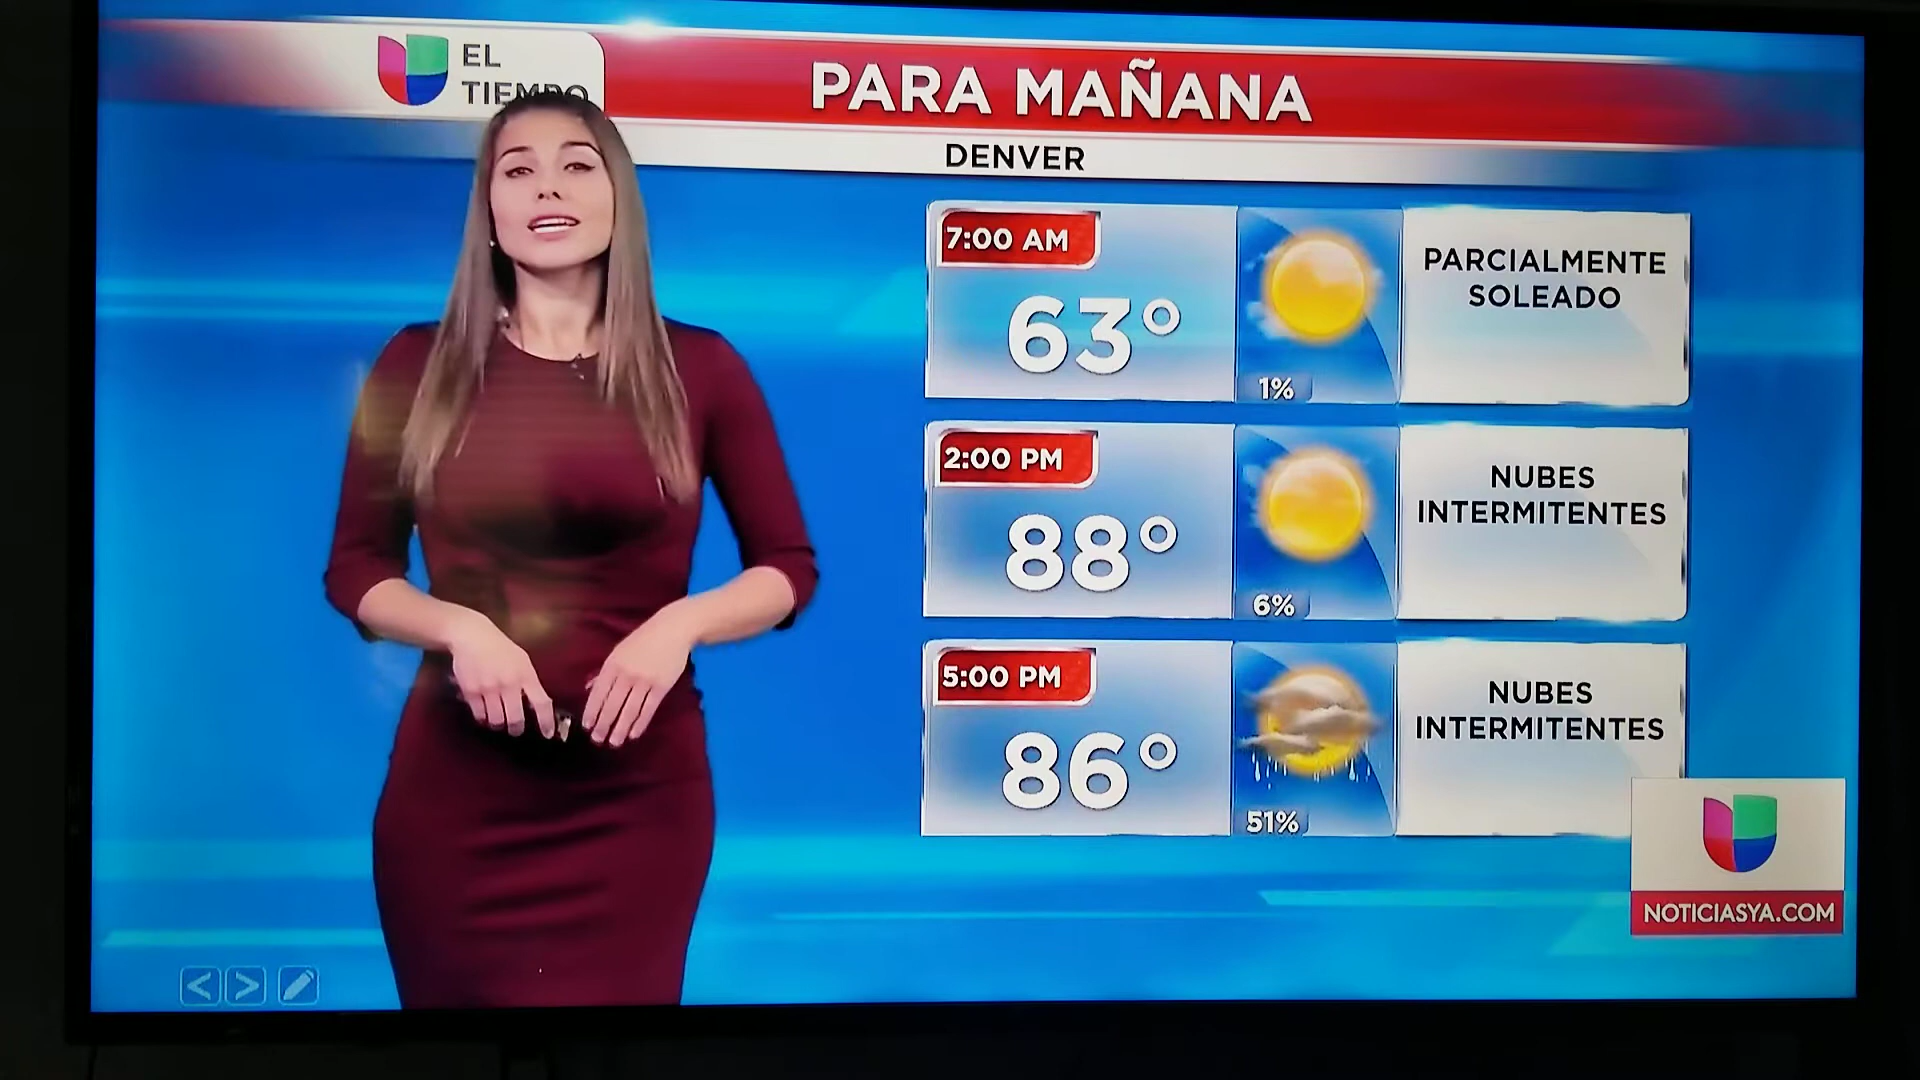 EL
TIEMPO
PARA MAÑANA
DENVER
7:00 AM
63°
1%
PARCIALMENTE
SOLEADO
2:00 PM
88°
6%
NUBES
INTERMITENTES
5:00 PM
86°
51%
NUBES
INTERMITENTES
NOTICIASYA.COM